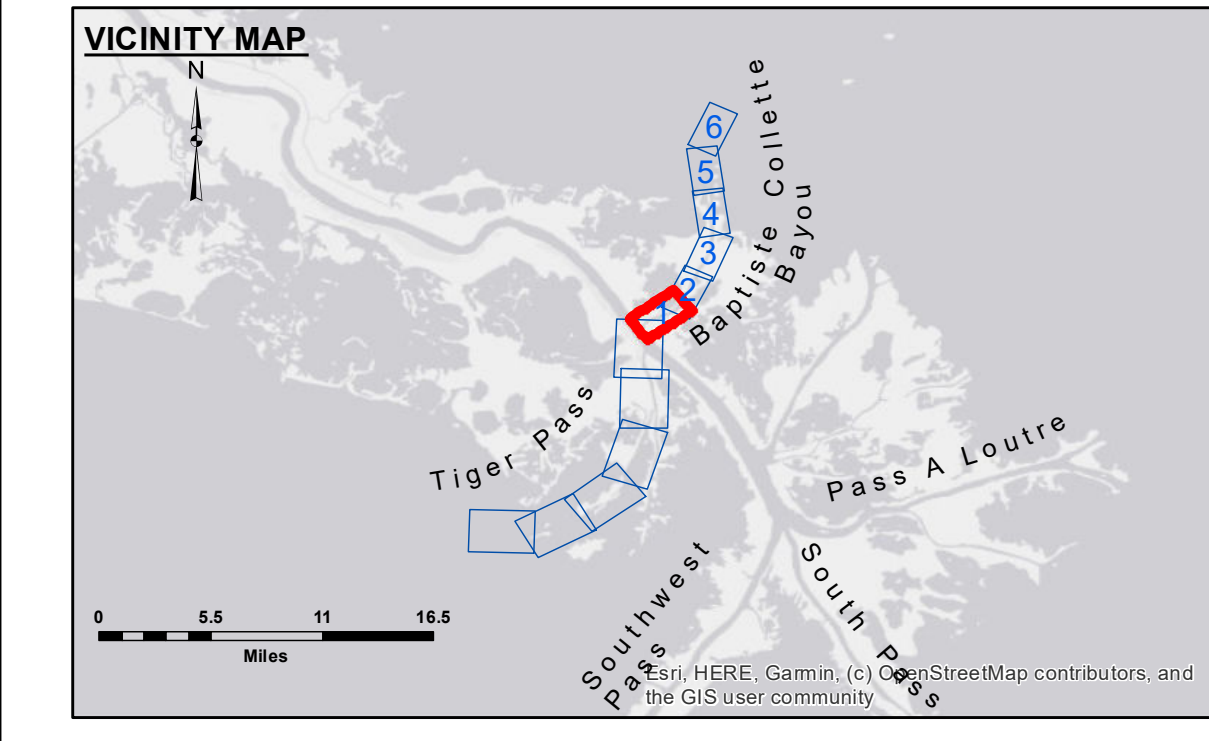 VICINITY MAP
N
6
5
4
3
2
1
Baptiste Collette
Bayou
Tiger Pass
Pass A Loutre
Southwest
Pass
South Pass
0 5.5 11 16.5
Miles
Esri, HERE, Garmin, (c) OpenStreetMap contributors, and
the GIS user community